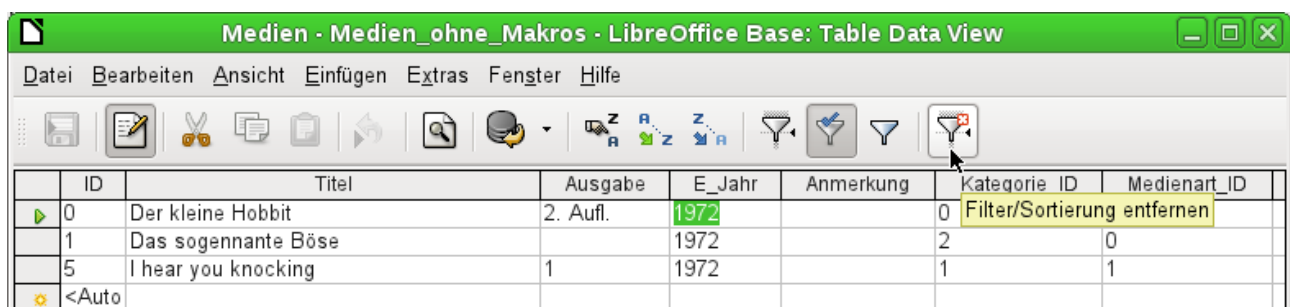 Medien - Medien_ohne_Makros - LibreOffice Base: Table Data View
Datei Bearbeiten Ansicht Einfügen Extras Fenster Hilfe
ID Titel Ausgabe E_Jahr Anmerkung Kategorie_ID Medienart_ID
0 Der kleine Hobbit 2. Aufl. 1972 0 Filter/Sortierung entfernen
1 Das sogennante Böse 1972 2 0
5 I hear you knocking 1 1972 1 1
<Auto